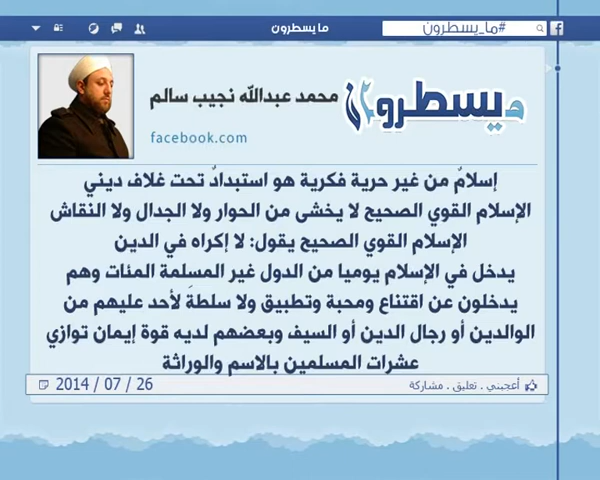 ما يسطرون
#ما_يسطرون
يسطرون
محمد عبدالله نجيب سالم
facebook.com
إسلامٌ من غير حرية فكرية هو استبدادٌ تحت غلاف ديني
الإسلام القوي الصحيح لا يخشى من الحوار ولا الجدال ولا النقاش
الإسلام القوي الصحيح يقول: لا إكراه في الدين
يدخل في الإسلام يوميا من الدول غير المسلمة المئات وهم
يدخلون عن اقتناع ومحبة وتطبيق ولا سلطةَ لأحد عليهم من
الوالدين أو رجال الدين أو السيف وبعضهم لديه قوة إيمان توازي
عشرات المسلمين بالاسم والوراثة
أعجبني . تعليق . مشاركة
2014 / 07 / 26